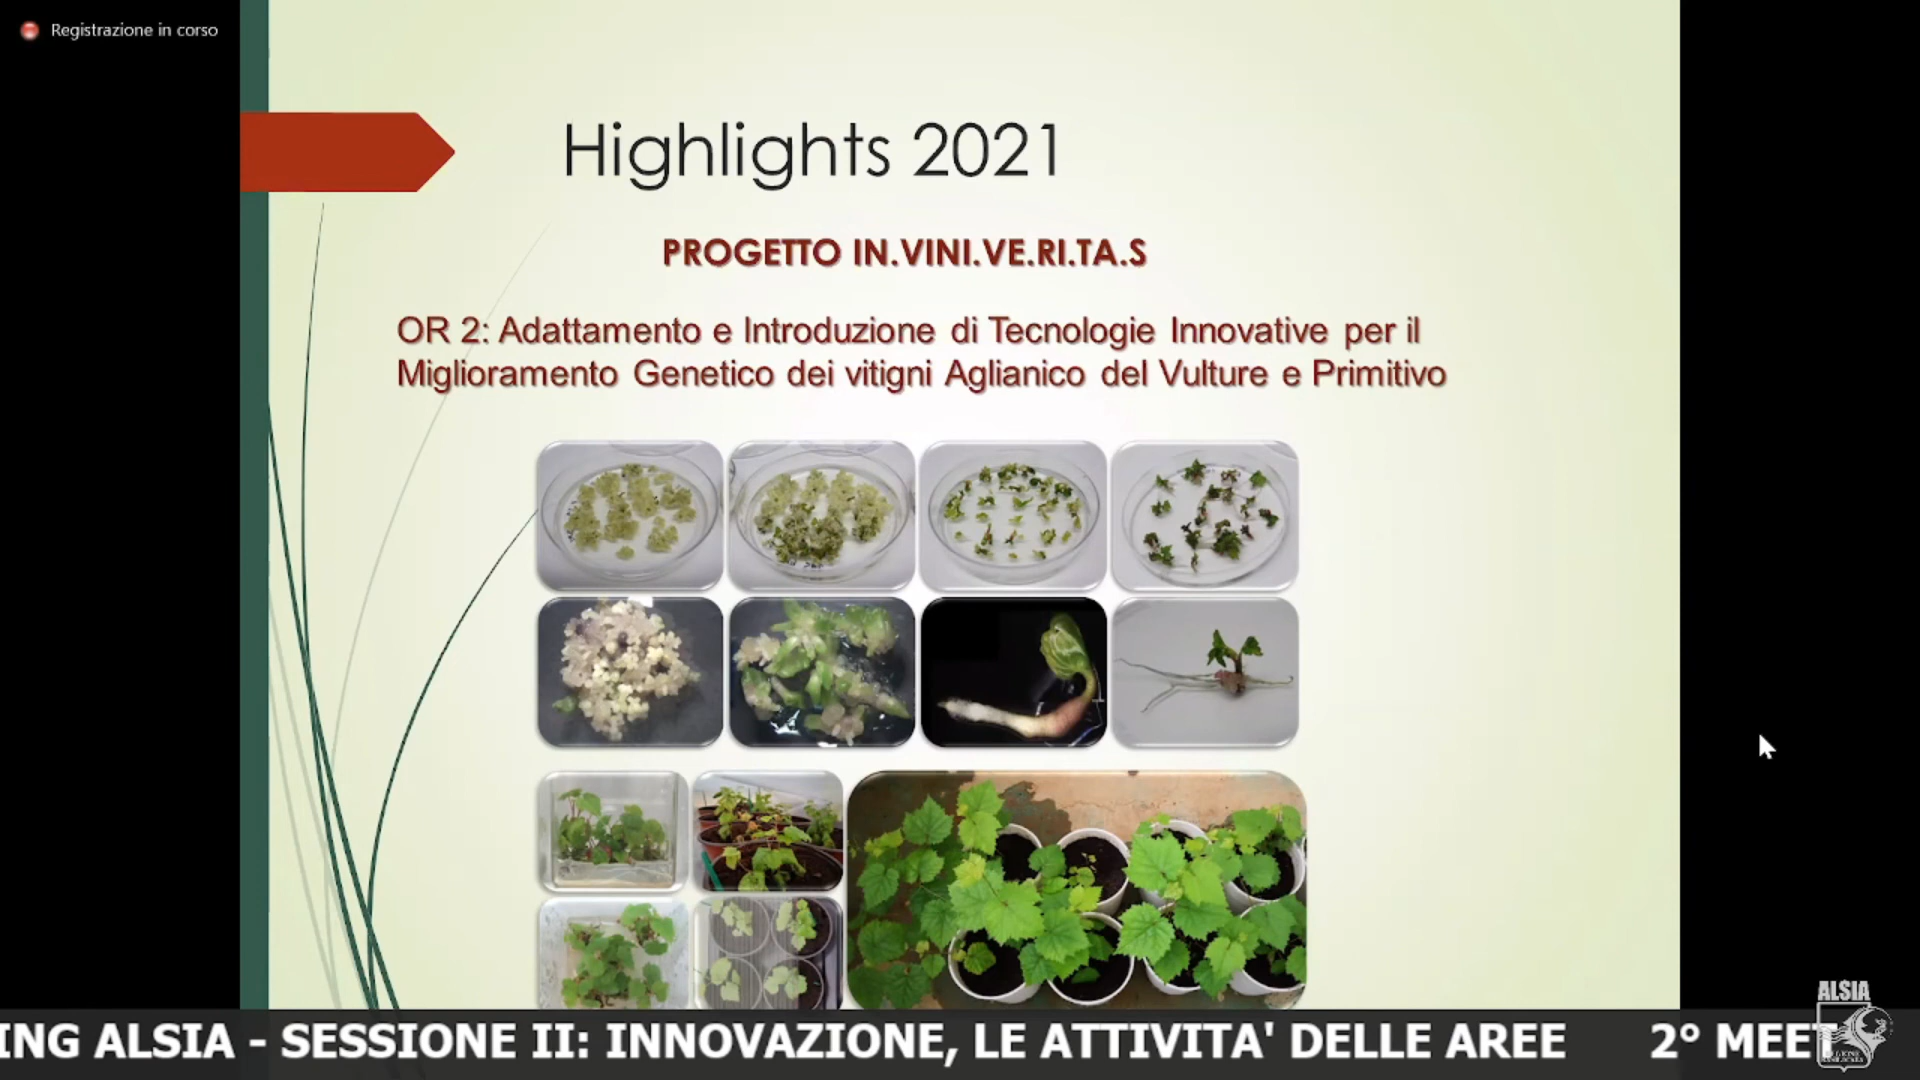 Registrazione in corso
Highlights 2021
PROGETTO IN.VINI.VE.RI.TA.S
OR 2: Adattamento e Introduzione di Tecnologie Innovative per il
Miglioramento Genetico dei vitigni Aglianico del Vulture e Primitivo
ING ALSIA - SESSIONE II: INNOVAZIONE, LE ATTIVITA' DELLE AREE 2° MEET
ALSIA